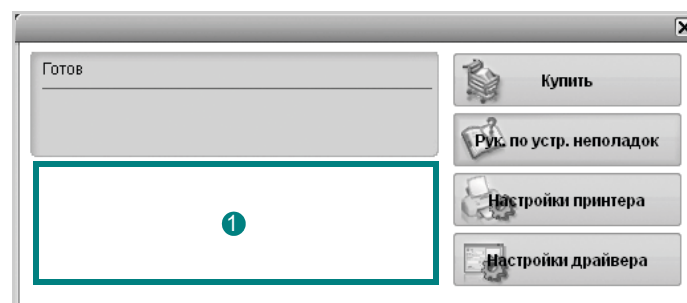 Готов
Купить
Рук. по устр. неполадок
1
Настройки принтера
Настройки драйвера